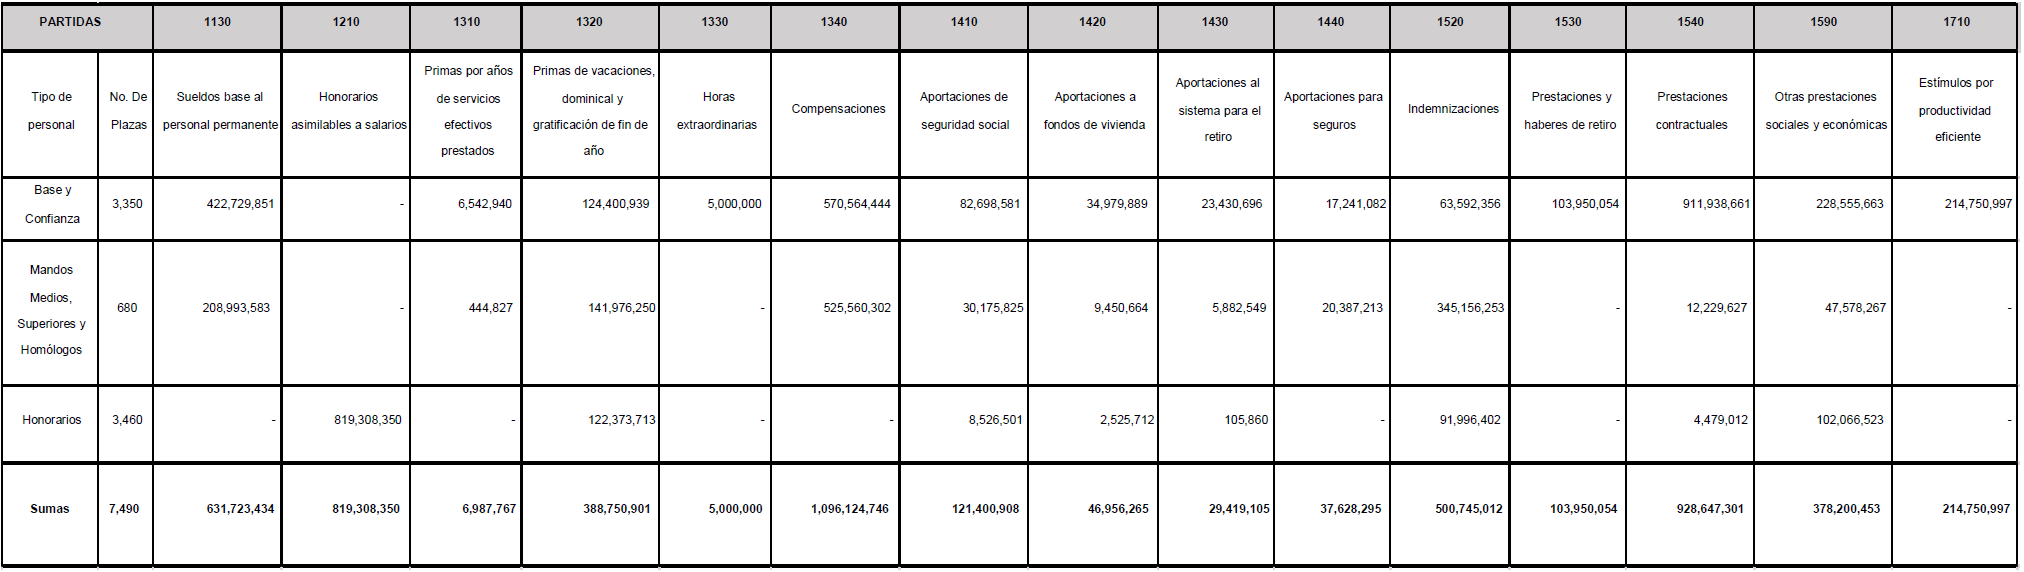 PARTIDAS 1130 1210 1310 1320 1330 1340 1410 1420 1430 1440 1520 1530 1540 1590 1710
Tipo de personal No. De Plazas Sueldos base al personal permanente Honorarios asimilables a salarios Primas por años de servicios efectivos prestados Primas de vacaciones, dominical y gratificación de fin de año Horas extraordinarias Compensaciones Aportaciones de seguridad social Aportaciones a fondos de vivienda Aportaciones al sistema para el retiro Aportaciones para seguros Indemnizaciones Prestaciones y haberes de retiro Prestaciones contractuales Otras prestaciones sociales y económicas Estímulos por productividad eficiente
Base y Confianza 3,350 422,729,851 - 6,542,940 124,400,939 5,000,000 570,564,444 82,698,581 34,979,889 23,430,696 17,241,082 63,592,356 103,950,054 911,938,661 228,555,663 214,750,997
Mandos Medios, Superiores y Homólogos 680 208,993,583 - 444,827 141,976,250 - 525,560,302 30,175,825 9,450,664 5,882,549 20,387,213 345,156,253 - 12,229,627 47,578,267 -
Honorarios 3,460 - 819,308,350 - 122,373,713 - - 8,526,501 2,525,712 105,860 - 91,996,402 - 4,479,012 102,066,523 -
Sumas 7,490 631,723,434 819,308,350 6,987,767 388,750,901 5,000,000 1,096,124,746 121,400,908 46,956,265 29,419,105 37,628,295 500,745,012 103,950,054 928,647,301 378,200,453 214,750,997